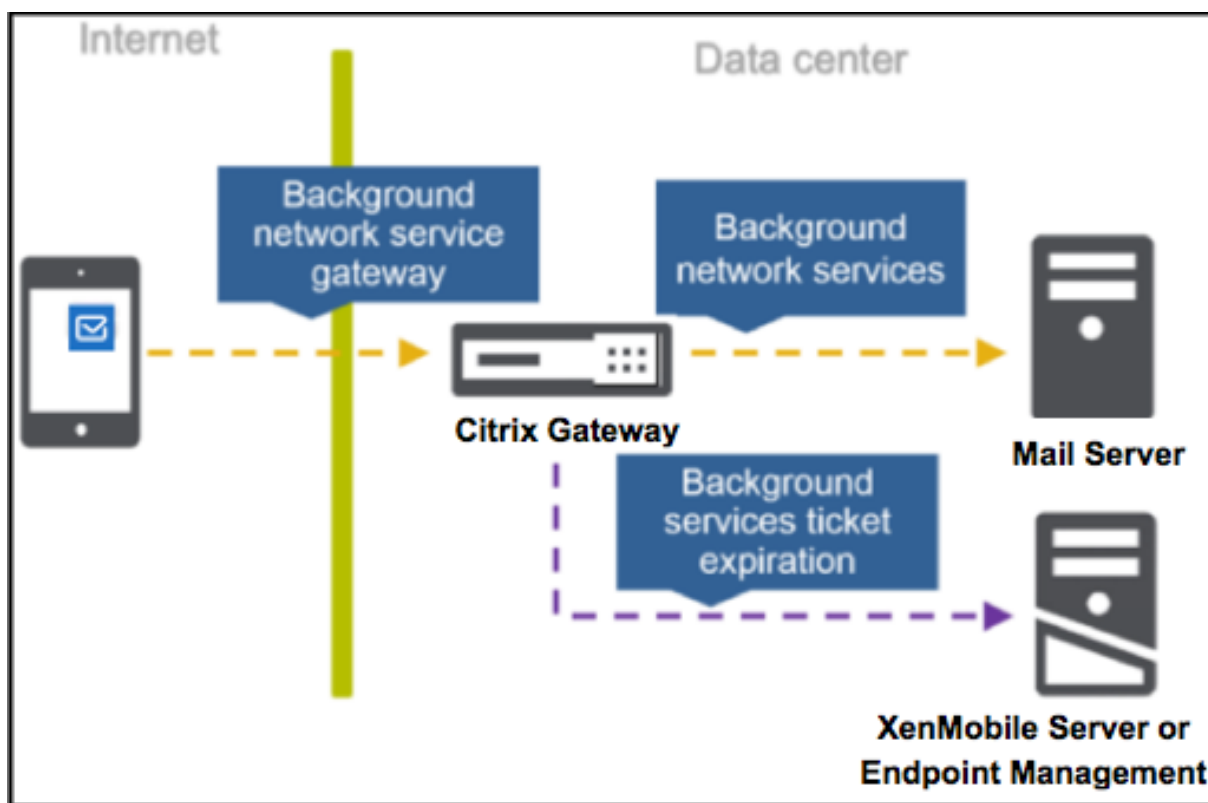 Internet
Data center
Background
network service
gateway
Background
network services
Citrix Gateway
Mail Server
Background
services ticket
expiration
XenMobile Server or
Endpoint Management